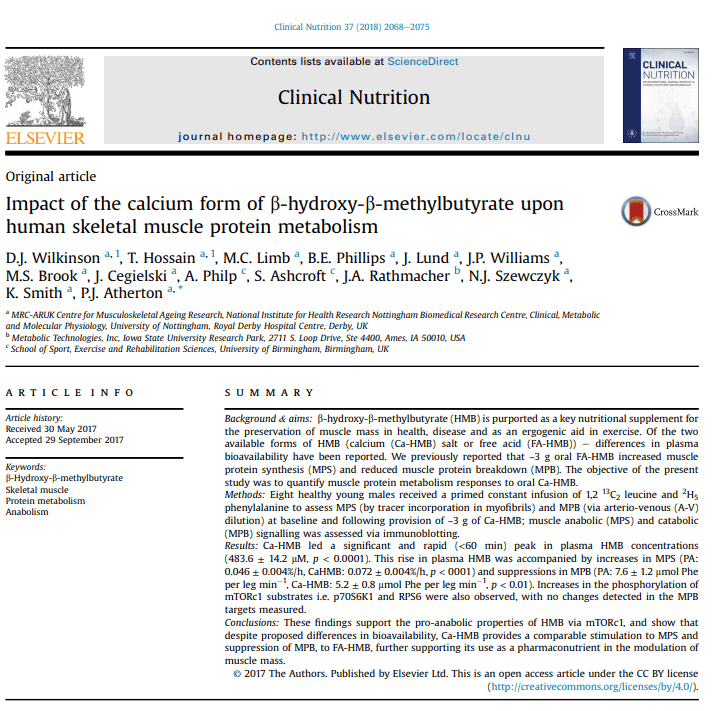 Clinical Nutrition 37 (2018) 2068–2075
Contents lists available at ScienceDirect
Clinical Nutrition
journal homepage: http://www.elsevier.com/locate/clnu
ELSEVIER
CLINICAL
NUTRITION
Original article
Impact of the calcium form of β-hydroxy-β-methylbutyrate upon
human skeletal muscle protein metabolism
CrossMark
D.J. Wilkinson a, 1, T. Hossain a, 1, M.C. Limb a, B.E. Phillips a, J. Lund a, J.P. Williams a,
M.S. Brook a, J. Cegielski a, A. Philp c, S. Ashcroft c, J.A. Rathmacher b, N.J. Szewczyk a,
K. Smith a, P.J. Atherton a, *
a MRC-ARUK Centre for Musculoskeletal Ageing Research, National Institute for Health Research Nottingham Biomedical Research Centre, Clinical, Metabolic
and Molecular Physiology, University of Nottingham, Royal Derby Hospital Centre, Derby, UK
b Metabolic Technologies, Inc, Iowa State University Research Park, 2711 S. Loop Drive, Ste 4400, Ames, IA 50010, USA
c School of Sport, Exercise and Rehabilitation Sciences, University of Birmingham, Birmingham, UK
ARTICLE INFO
Article history:
Received 30 May 2017
Accepted 29 September 2017
Keywords:
β-Hydroxy-β-methylbutyrate
Skeletal muscle
Protein metabolism
Anabolism
SUMMARY
Background & aims: β-hydroxy-β-methylbutyrate (HMB) is purported as a key nutritional supplement for
the preservation of muscle mass in health, disease and as an ergogenic aid in exercise. Of the two
available forms of HMB (calcium (Ca-HMB) salt or free acid (FA-HMB)) – differences in plasma
bioavailability have been reported. We previously reported that ~3 g oral FA-HMB increased muscle
protein synthesis (MPS) and reduced muscle protein breakdown (MPB). The objective of the present
study was to quantify muscle protein metabolism responses to oral Ca-HMB.
Methods: Eight healthy young males received a primed constant infusion of 1,2 ¹³C₂ leucine and ²H₅
phenylalanine to assess MPS (by tracer incorporation in myofibrils) and MPB (via arterio-venous (A-V)
dilution) at baseline and following provision of ~3 g of Ca-HMB; muscle anabolic (MPS) and catabolic
(MPB) signalling was assessed via immunoblotting.
Results: Ca-HMB led a significant and rapid (<60 min) peak in plasma HMB concentrations
(483.6 ± 14.2 μM, p < 0.0001). This rise in plasma HMB was accompanied by increases in MPS (PA:
0.046 ± 0.004%/h, CaHMB: 0.072 ± 0.004%/h, p < 0001) and suppressions in MPB (PA: 7.6 ± 1.2 μmol Phe
per leg min⁻¹, Ca-HMB: 5.2 ± 0.8 μmol Phe per leg min⁻¹, p < 0.01). Increases in the phosphorylation of
mTORc1 substrates i.e. p70S6K1 and RPS6 were also observed, with no changes detected in the MPB
targets measured.
Conclusions: These findings support the pro-anabolic properties of HMB via mTORc1, and show that
despite proposed differences in bioavailability, Ca-HMB provides a comparable stimulation to MPS and
suppression of MPB, to FA-HMB, further supporting its use as a pharmaconutrient in the modulation of
muscle mass.
© 2017 The Authors. Published by Elsevier Ltd. This is an open access article under the CC BY license
(http://creativecommons.org/licenses/by/4.0/).